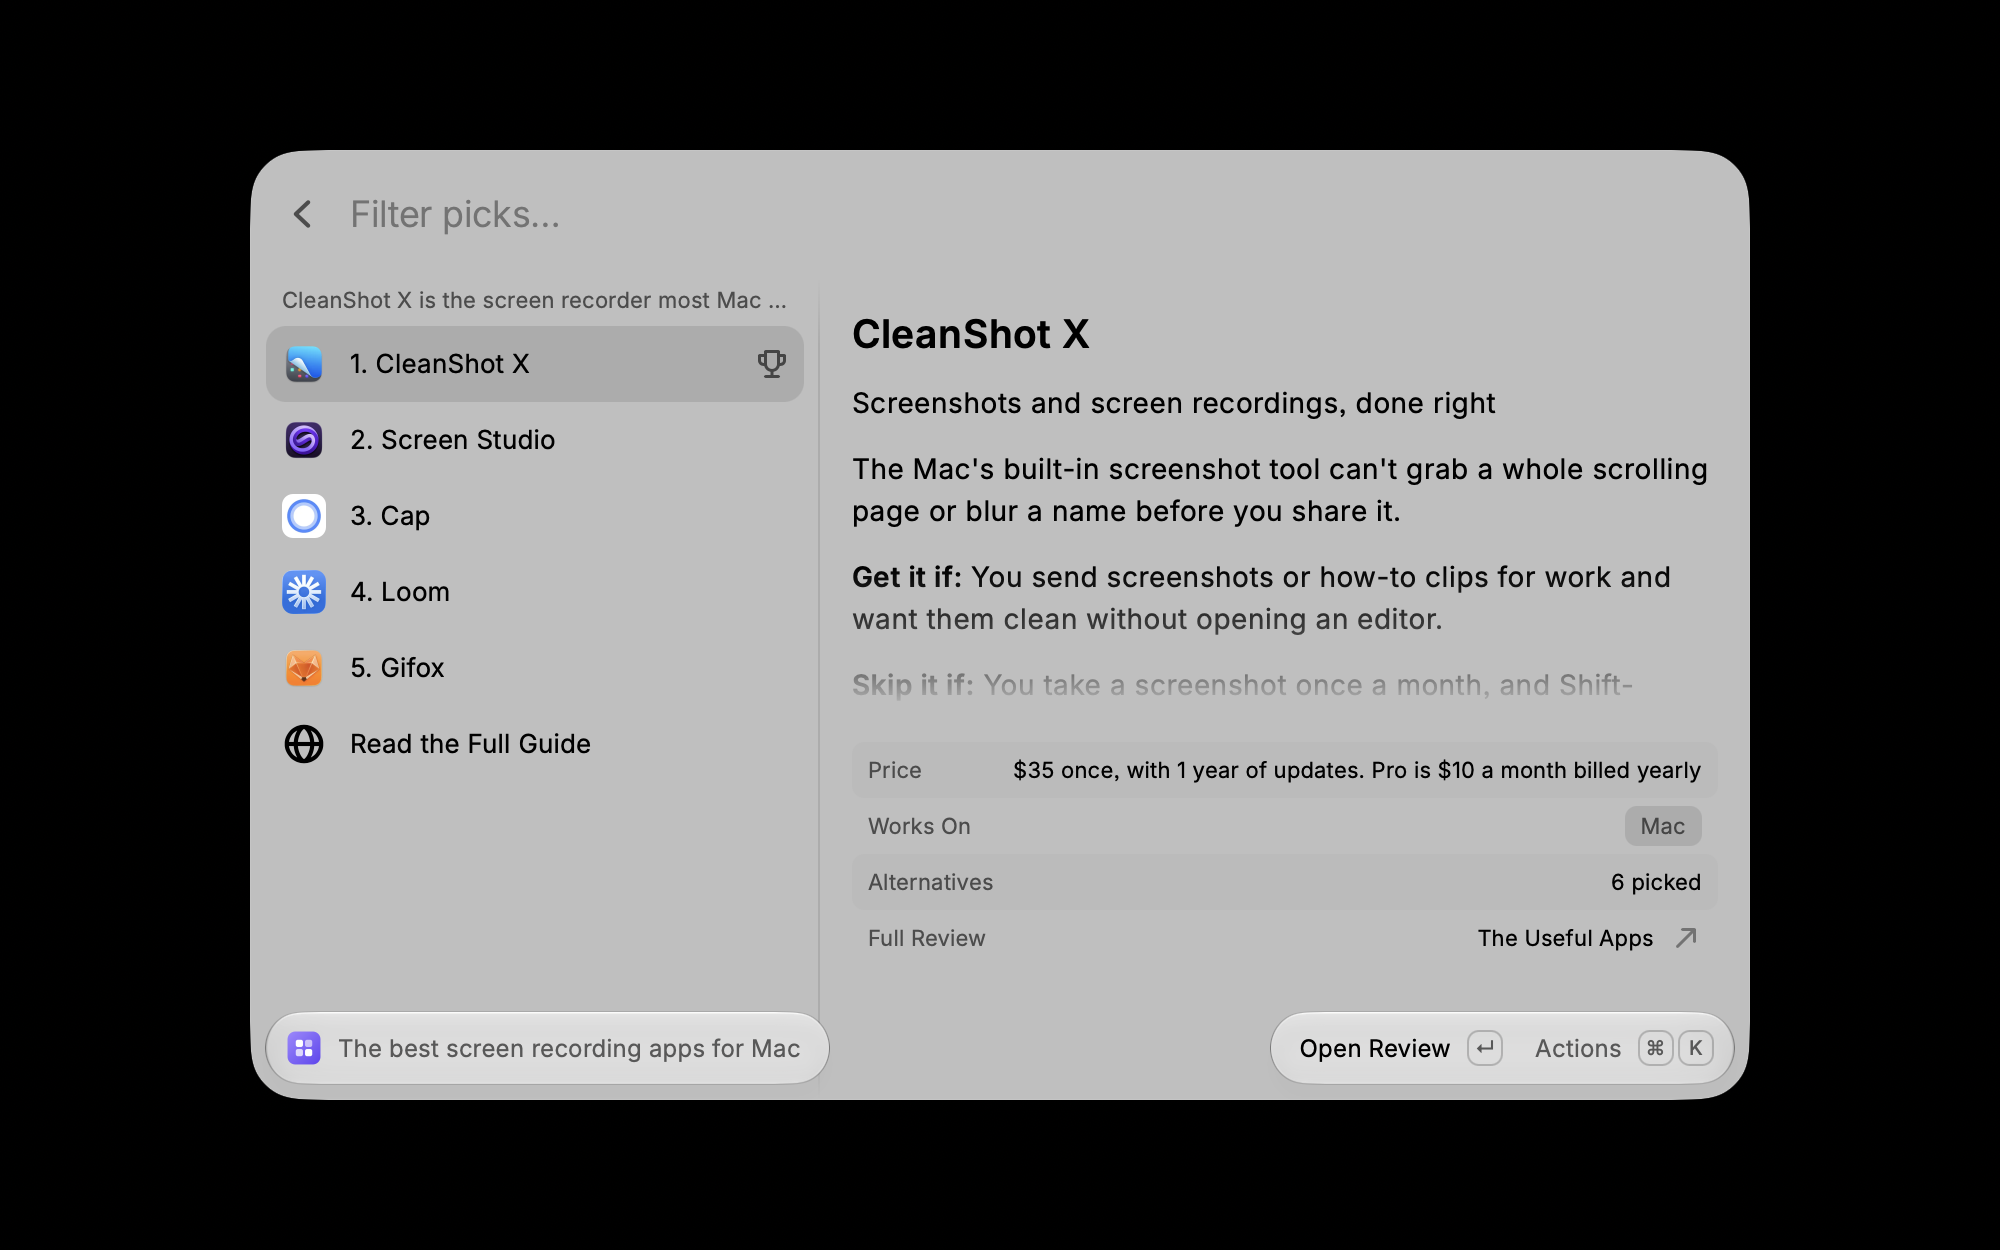 Filter picks...
CleanShot X is the screen recorder most Mac ...
1. CleanShot X
2. Screen Studio
3. Cap
4. Loom
5. Gifox
Read the Full Guide
CleanShot X
Screenshots and screen recordings, done right
The Mac's built-in screenshot tool can't grab a whole scrolling
page or blur a name before you share it.
Get it if: You send screenshots or how-to clips for work and
want them clean without opening an editor.
Skip it if: You take a screenshot once a month, and Shift-
Price $35 once, with 1 year of updates. Pro is $10 a month billed yearly
Works On Mac
Alternatives 6 picked
Full Review The Useful Apps
The best screen recording apps for Mac
Open Review ↵ Actions ⌘ K